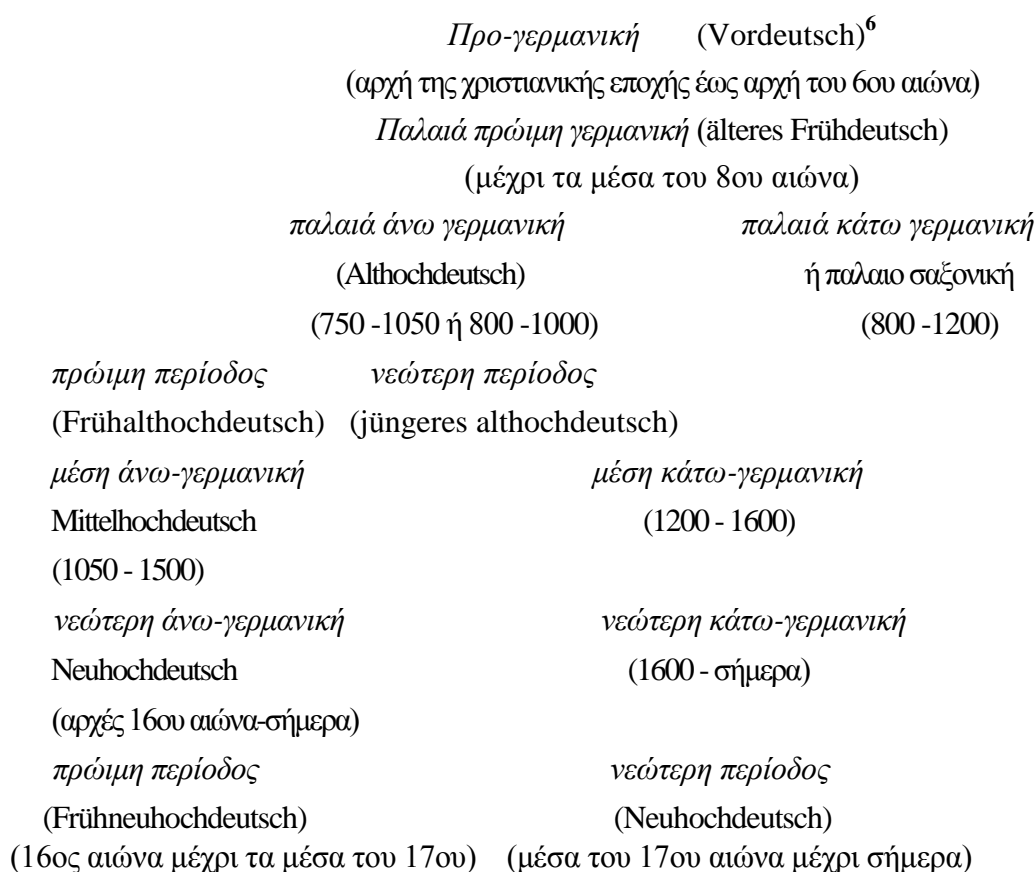 Προ-γερμανική (Vordeutsch)6
(αρχή της χριστιανικής εποχής έως αρχή του 6ου αιώνα)
Παλαιά πρώιμη γερμανική (älteres Frühdeutsch)
(μέχρι τα μέσα του 8ου αιώνα)
παλαιά άνω γερμανική παλαιά κάτω γερμανική
(Althochdeutsch) ή παλαιο σαξονική
(750 -1050 ή 800 -1000) (800 -1200)
πρώιμη περίοδος νεώτερη περίοδος
(Frühalthochdeutsch) (jüngeres althochdeutsch)
μέση άνω-γερμανική μέση κάτω-γερμανική
Mittelhochdeutsch (1200 - 1600)
(1050 - 1500)
νεώτερη άνω-γερμανική νεώτερη κάτω-γερμανική
Neuhochdeutsch (1600 - σήμερα)
(αρχές 16ου αιώνα-σήμερα)
πρώιμη περίοδος νεώτερη περίοδος
(Frühneuhochdeutsch) (Neuhochdeutsch)
(16ος αιώνα μέχρι τα μέσα του 17ου) (μέσα του 17ου αιώνα μέχρι σήμερα)